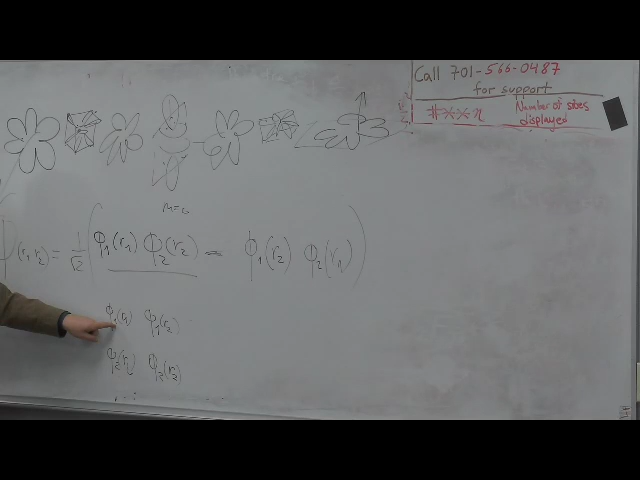 Call 701-566-0487
for support
Number of sites
displayed
m=0
ψ(r₁ r₂) = 1/√2 ( φ₁(r₁) φ₂(r₂) = φ₁(r₂) φ₂(r₁) )
φ₁(r₁) φ₁(r₂)
φ₂(r₁) φ₂(r₂)